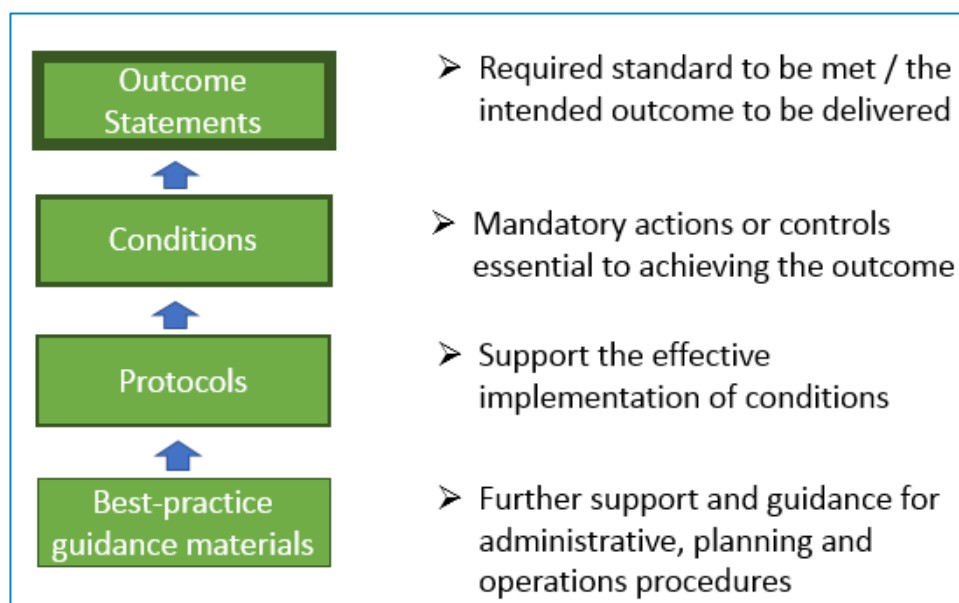 Outcome
Statements
➢ Required standard to be met / the
intended outcome to be delivered
Conditions
➢ Mandatory actions or controls
essential to achieving the outcome
Protocols
➢ Support the effective
implementation of conditions
Best-practice
guidance materials
➢ Further support and guidance for
administrative, planning and
operations procedures